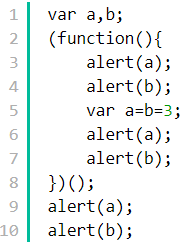 1 var a,b;
2 (function(){
3     alert(a);
4     alert(b);
5     var a=b=3;
6     alert(a);
7     alert(b);
8 })();
9 alert(a);
10 alert(b);